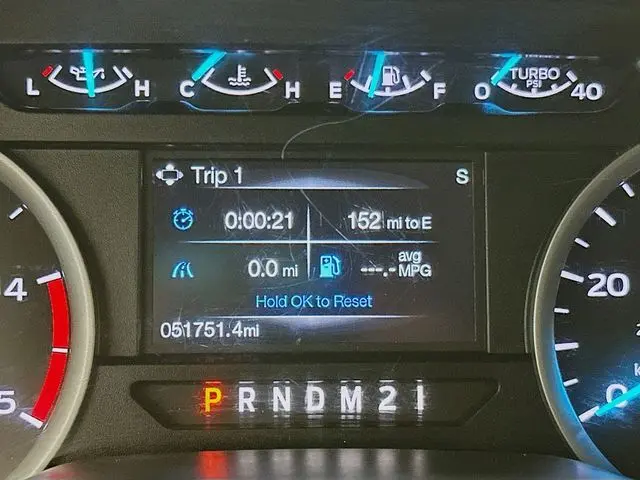 L H C H E F 0 TURBO PSI 40
Trip 1 S
0:00:21 152 mi to E
0.0 mi ---.- avg MPG
Hold OK to Reset
051751.4mi
4
5
20
0
P R N D M 2 1